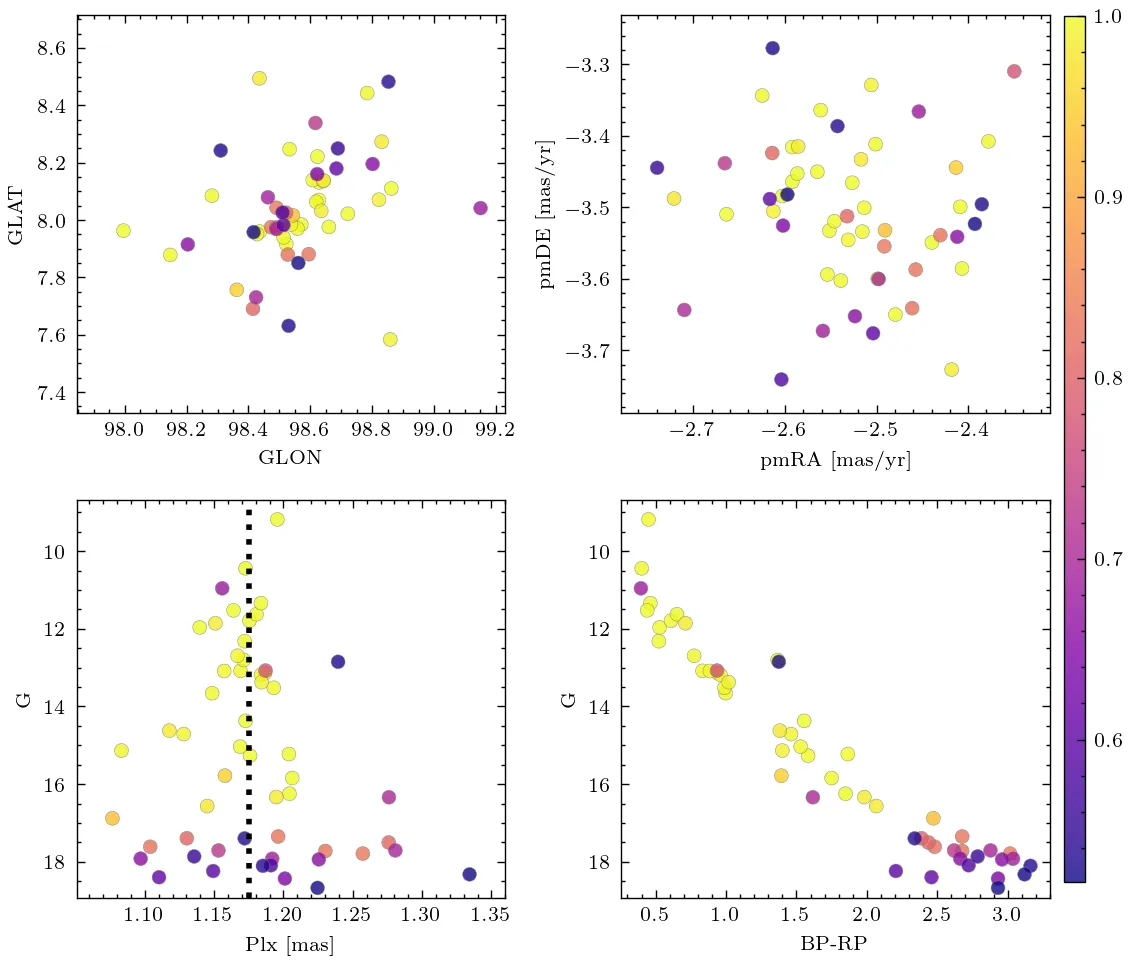 8.6
8.4
8.2
8.0
7.8
7.6
7.4
GLAT
98.0 98.2 98.4 98.6 98.8 99.0 99.2
GLON
−3.3
−3.4
−3.5
−3.6
−3.7
pmDE [mas/yr]
−2.7 −2.6 −2.5 −2.4
pmRA [mas/yr]
1.0
0.9
0.8
0.7
0.6
10
12
14
16
18
G
1.10 1.15 1.20 1.25 1.30 1.35
Plx [mas]
10
12
14
16
18
G
0.5 1.0 1.5 2.0 2.5 3.0
BP-RP